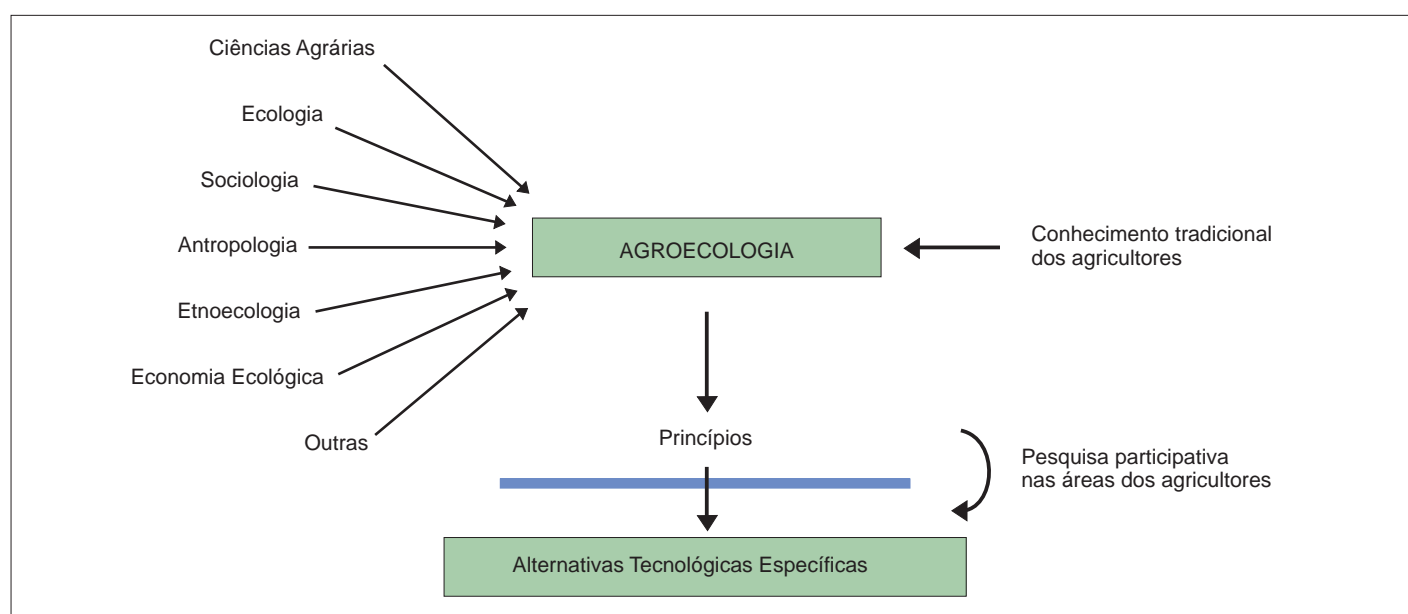 Ciências Agrárias
Ecologia
Sociologia
Antropologia
Etnoecologia
Economia Ecológica
Outras
AGROECOLOGIA
Conhecimento tradicional
dos agricultores
Princípios
Pesquisa participativa
nas áreas dos agricultores
Alternativas Tecnológicas Específicas